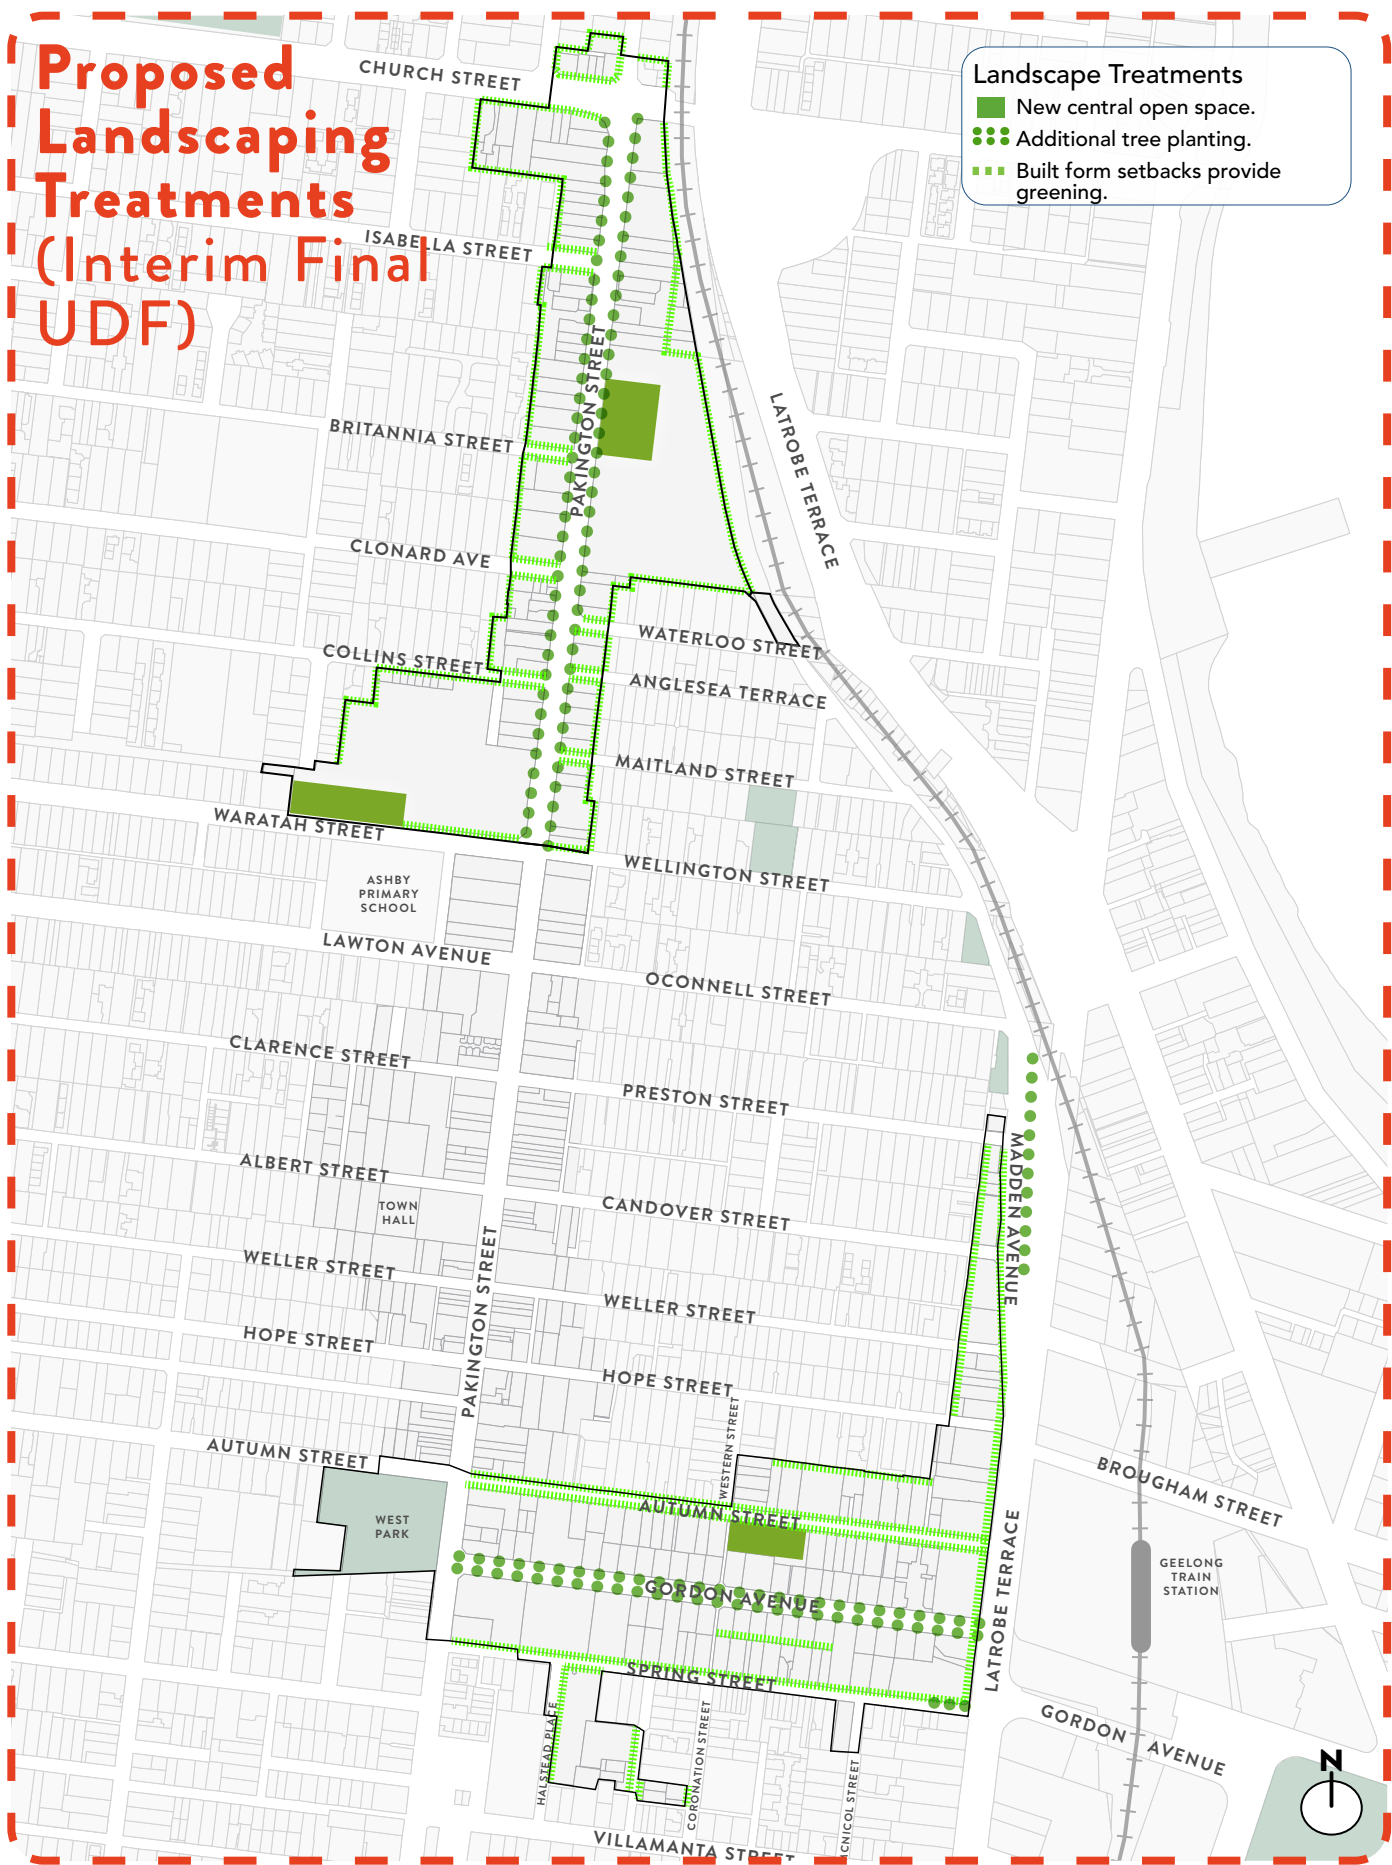 Proposed
Landscaping
Treatments
(Interim Final
UDF)
Landscape Treatments
New central open space.
Additional tree planting.
Built form setbacks provide
greening.
CHURCH STREET
ISABELLA STREET
PAKINGTON STREET
BRITANNIA STREET
LATROBE TERRACE
CLONARD AVE
WATERLOO STREET
COLLINS STREET
ANGLESEA TERRACE
MAITLAND STREET
WARATAH STREET
WELLINGTON STREET
ASHBY
PRIMARY
SCHOOL
LAWTON AVENUE
OCONNELL STREET
CLARENCE STREET
PRESTON STREET
MADDEN AVENUE
ALBERT STREET
TOWN
HALL
CANDOVER STREET
WELLER STREET
PAKINGTON STREET
WELLER STREET
HOPE STREET
HOPE STREET
WESTERN STREET
AUTUMN STREET
BROUGHAM STREET
AUTUMN STREET
WEST
PARK
GEELONG
TRAIN
STATION
GORDON AVENUE
LATROBE TERRACE
SPRING STREET
HALSTEAD PLACE
CORONATION STREET
GORDON AVENUE
CNICOL STREET
VILLAMANTA STREET
N